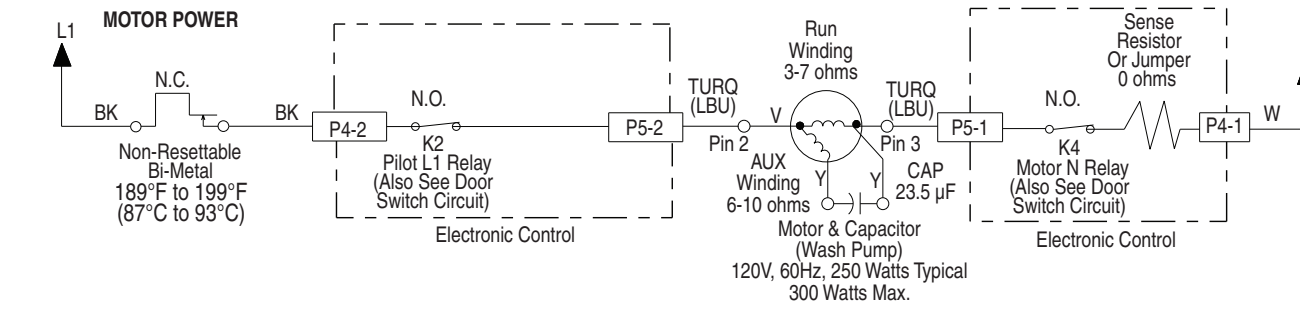 MOTOR POWER
L1
N.C.
BK
BK
Non-Resettable
Bi-Metal
189°F to 199°F
(87°C to 93°C)
P4-2
N.O.
K2
Pilot L1 Relay
(Also See Door
Switch Circuit)
P5-2
Electronic Control
TURQ
(LBU)
Pin 2
V
Run
Winding
3-7 ohms
AUX
Winding
6-10 ohms
Y
Y
TURQ
(LBU)
Pin 3
CAP
23.5 µF
Motor & Capacitor
(Wash Pump)
120V, 60Hz, 250 Watts Typical
300 Watts Max.
P5-1
N.O.
K4
Motor N Relay
(Also See Door
Switch Circuit)
Sense
Resistor
Or Jumper
0 ohms
P4-1
W
Electronic Control